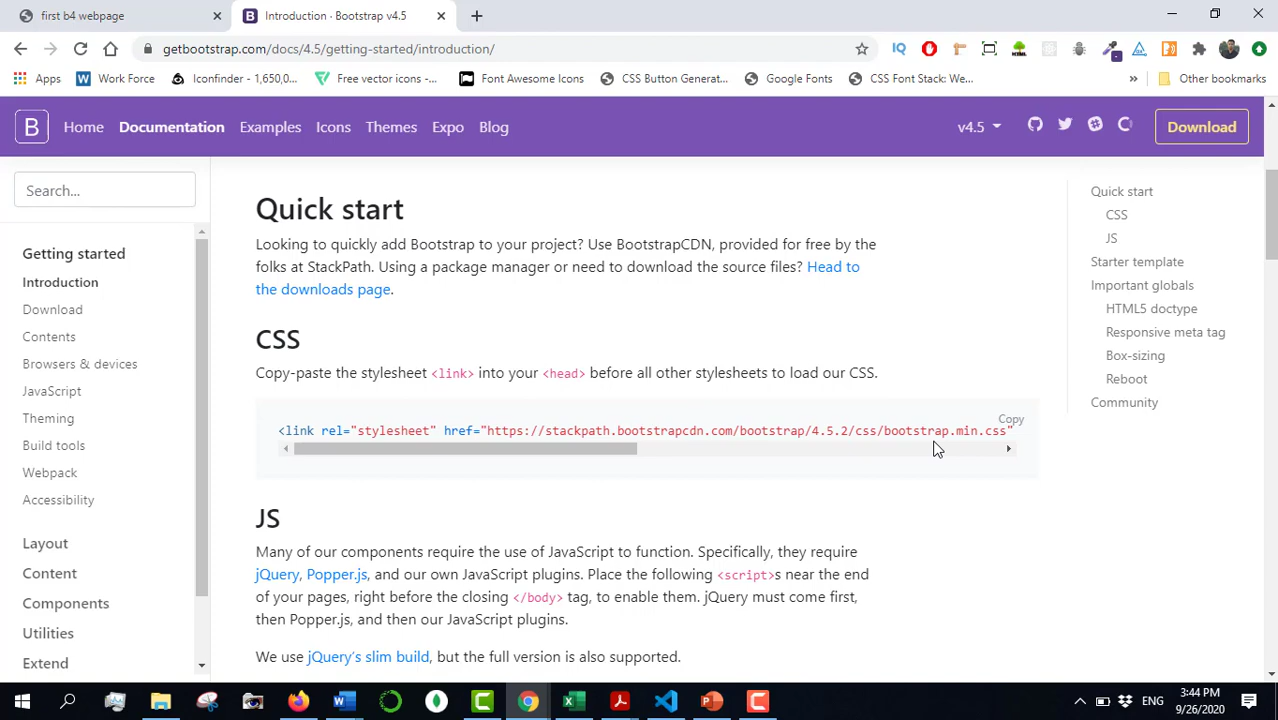 first b4 webpage
Introduction · Bootstrap v4.5
getbootstrap.com/docs/4.5/getting-started/introduction/
Apps
Work Force
Iconfinder - 1,650,0...
Free vector icons -...
Font Awesome Icons
CSS Button Generat...
Google Fonts
CSS Font Stack: We...
Other bookmarks
B
Home
Documentation
Examples
Icons
Themes
Expo
Blog
v4.5
Download
Search...
Getting started
Introduction
Download
Contents
Browsers & devices
JavaScript
Theming
Build tools
Webpack
Accessibility
Layout
Content
Components
Utilities
Extend
Quick start
Looking to quickly add Bootstrap to your project? Use BootstrapCDN, provided for free by the
folks at StackPath. Using a package manager or need to download the source files? Head to
the downloads page.
CSS
Copy-paste the stylesheet <link> into your <head> before all other stylesheets to load our CSS.
Copy
<link rel="stylesheet" href="https://stackpath.bootstrapcdn.com/bootstrap/4.5.2/css/bootstrap.min.css"
JS
Many of our components require the use of JavaScript to function. Specifically, they require
jQuery, Popper.js, and our own JavaScript plugins. Place the following <script>s near the end
of your pages, right before the closing </body> tag, to enable them. jQuery must come first,
then Popper.js, and then our JavaScript plugins.
We use jQuery's slim build, but the full version is also supported.
Quick start
CSS
JS
Starter template
Important globals
HTML5 doctype
Responsive meta tag
Box-sizing
Reboot
Community
ENG
3:44 PM
9/26/2020